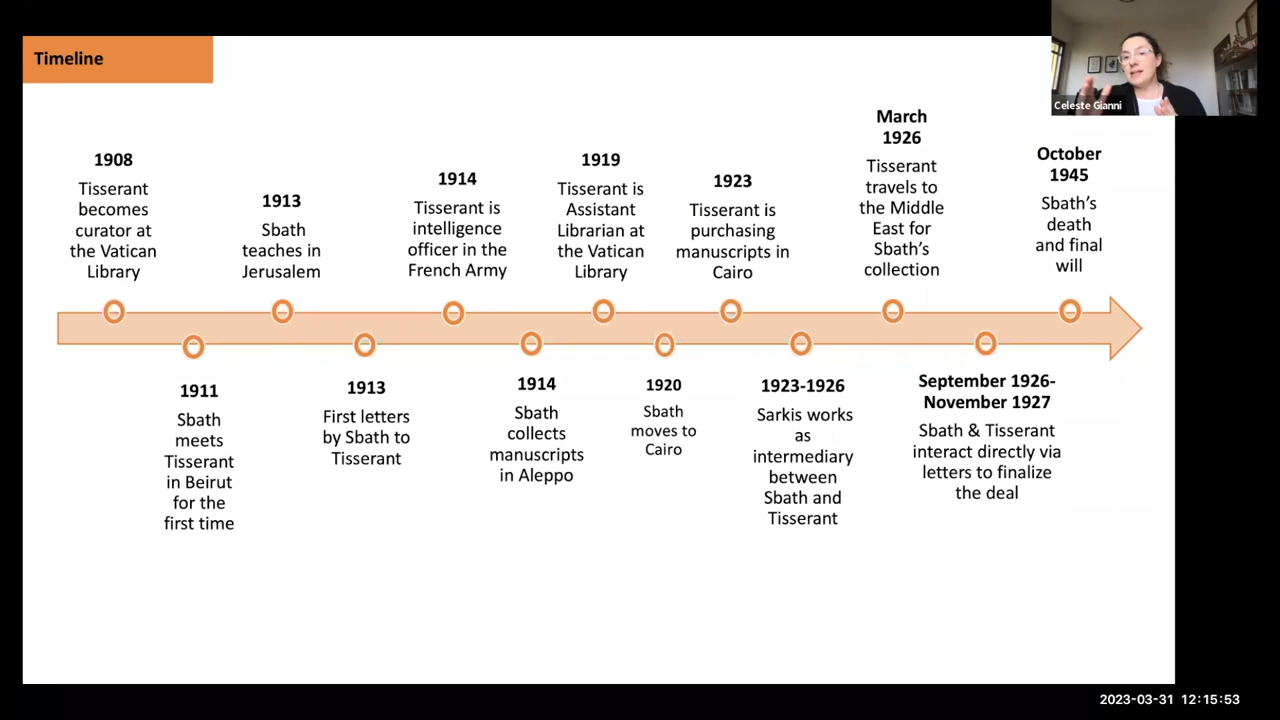 Timeline
Celeste Gianni
1908
Tisserant
becomes
curator at
the Vatican
Library
1911
Sbath
meets
Tisserant
in Beirut
for the
first time
1913
Sbath
teaches in
Jerusalem
1913
First letters
by Sbath to
Tisserant
1914
Tisserant is
intelligence
officer in the
French Army
1914
Sbath
collects
manuscripts
in Aleppo
1919
Tisserant is
Assistant
Librarian at
the Vatican
Library
1920
Sbath
moves to
Cairo
1923
Tisserant is
purchasing
manuscripts in
Cairo
1923-1926
Sarkis works
as
intermediary
between
Sbath and
Tisserant
March
1926
Tisserant
travels to
the Middle
East for
Sbath’s
collection
September 1926-
November 1927
Sbath & Tisserant
interact directly via
letters to finalize
the deal
October
1945
Sbath’s
death
and final
will
2023-03-31 12:15:53